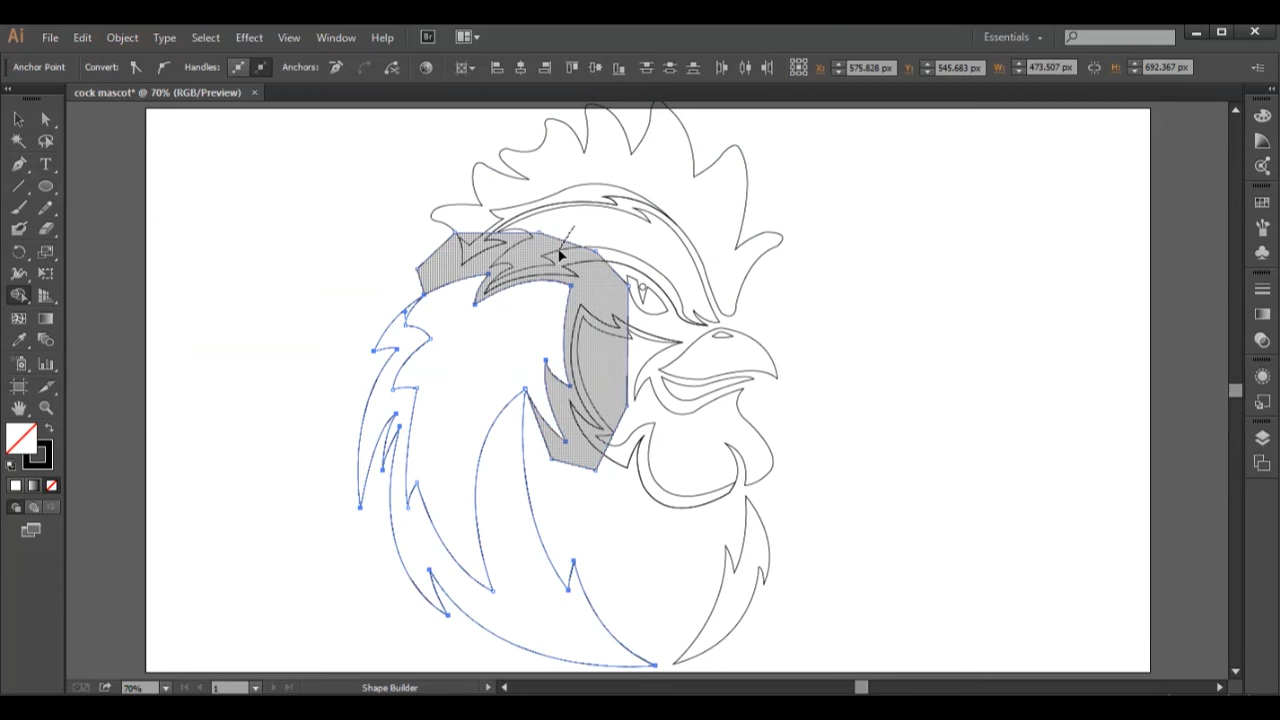 Ai File Edit Object Type Select Effect View Window Help Br Essentials
Anchor Point Convert: Handles: Anchors: X: 575.828 px Y: 545.683 px W: 473.507 px H: 692.367 px
cock mascot* @ 70% (RGB/Preview) ×
T
70% 1 Shape Builder